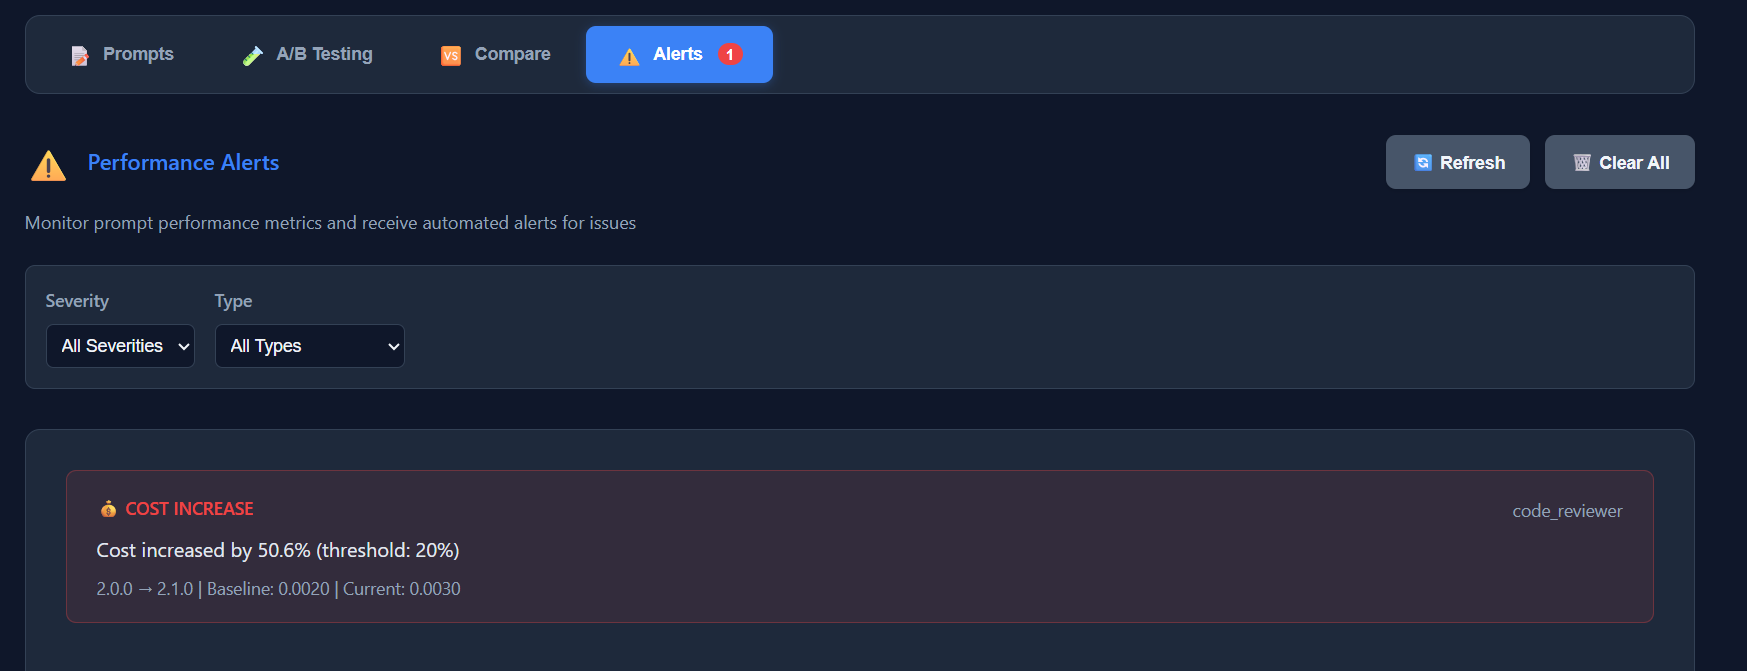 Prompts A/B Testing VS Compare Alerts 1
Performance Alerts Refresh Clear All
Monitor prompt performance metrics and receive automated alerts for issues
Severity Type
All Severities All Types
COST INCREASE code_reviewer
Cost increased by 50.6% (threshold: 20%)
2.0.0 → 2.1.0 | Baseline: 0.0020 | Current: 0.0030